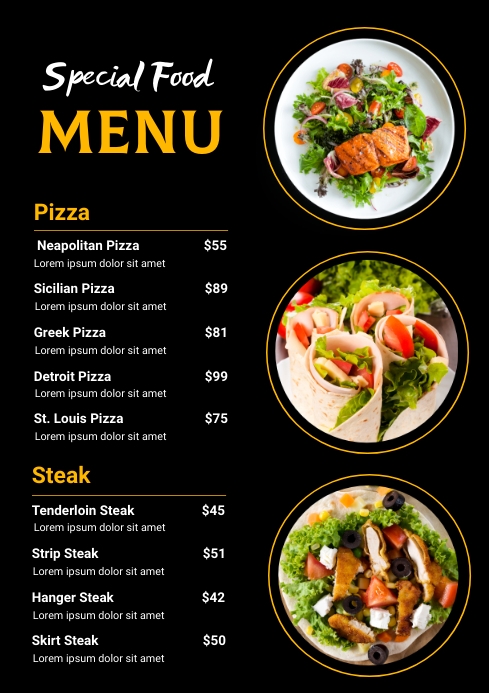 Special Food
MENU
Pizza
Neapolitan Pizza $55
Lorem ipsum dolor sit amet
Sicilian Pizza $89
Lorem ipsum dolor sit amet
Greek Pizza $81
Lorem ipsum dolor sit amet
Detroit Pizza $99
Lorem ipsum dolor sit amet
St. Louis Pizza $75
Lorem ipsum dolor sit amet
Steak
Tenderloin Steak $45
Lorem ipsum dolor sit amet
Strip Steak $51
Lorem ipsum dolor sit amet
Hanger Steak $42
Lorem ipsum dolor sit amet
Skirt Steak $50
Lorem ipsum dolor sit amet